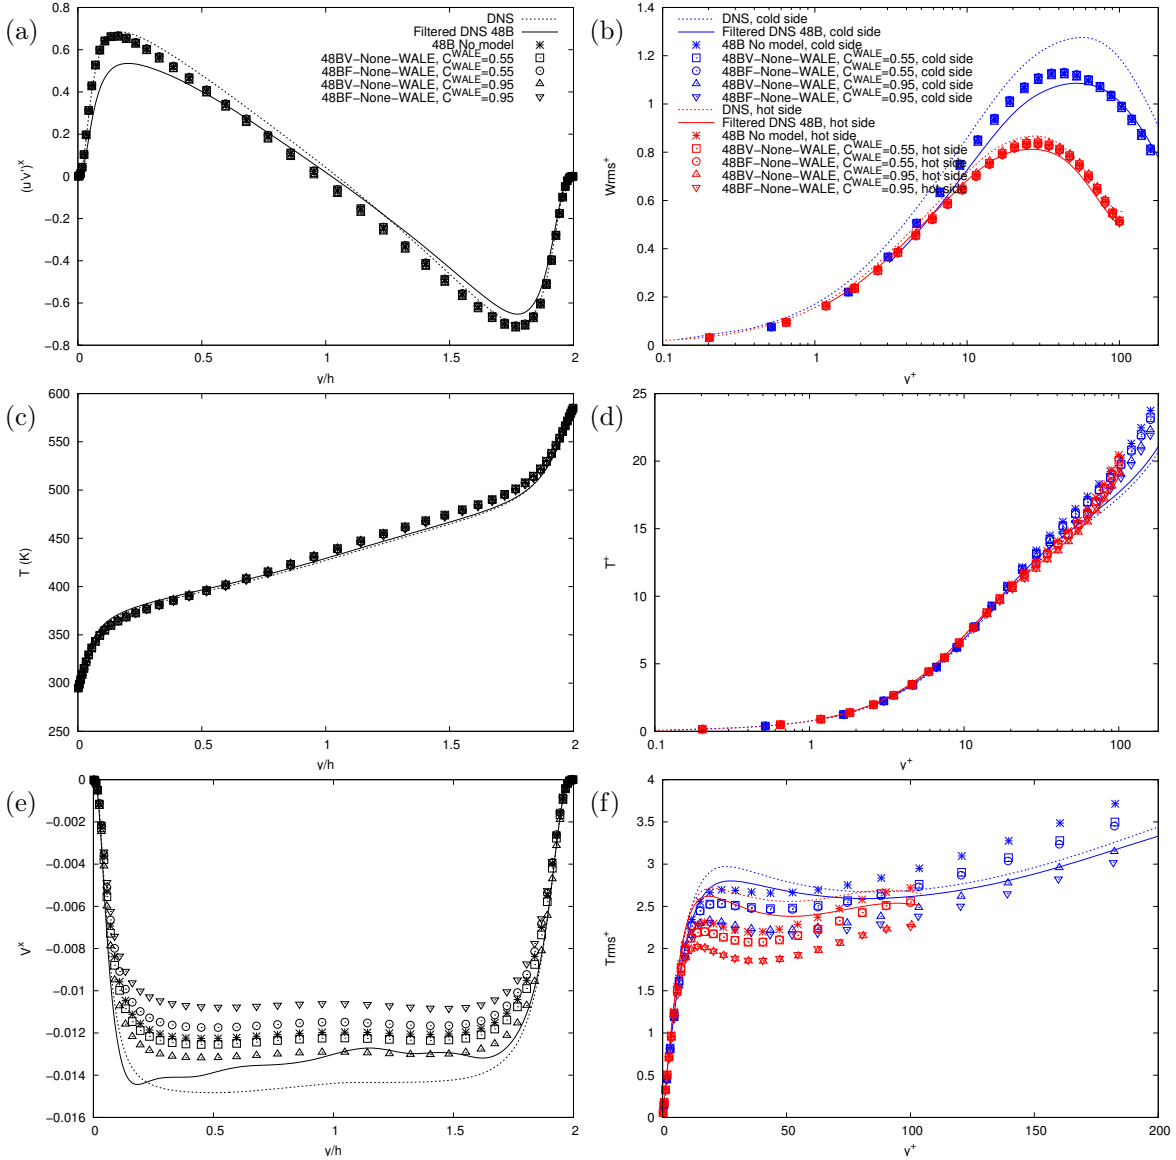 (a)
DNS
Filtered DNS 48B
48B No model
48BV-None-WALE, C^WALE=0.55
48BF-None-WALE, C^WALE=0.55
48BV-None-WALE, C^WALE=0.95
48BF-None-WALE, C^WALE=0.95
0.8
0.6
0.4
0.2
0
-0.2
-0.4
-0.6
-0.8
(u'v')^x
0
0.5
1
1.5
2
y/h
(b)
DNS, cold side
Filtered DNS 48B, cold side
48B No model, cold side
48BV-None-WALE, C^WALE=0.55, cold side
48BF-None-WALE, C^WALE=0.55, cold side
48BV-None-WALE, C^WALE=0.95, cold side
48BF-None-WALE, C^WALE=0.95, cold side
DNS, hot side
Filtered DNS 48B, hot side
48B No model, hot side
48BV-None-WALE, C^WALE=0.55, hot side
48BF-None-WALE, C^WALE=0.55, hot side
48BV-None-WALE, C^WALE=0.95, hot side
48BF-None-WALE, C^WALE=0.95, hot side
1.4
1.2
1
0.8
0.6
0.4
0.2
0
Wrms^+
0.1
1
10
100
y^+
(c)
600
550
500
450
400
350
300
250
T (K)
0
0.5
1
1.5
2
y/h
(d)
25
20
15
10
5
0
T^+
0.1
1
10
100
y^+
(e)
0
-0.002
-0.004
-0.006
-0.008
-0.01
-0.012
-0.014
-0.016
V^x
0
0.5
1
1.5
2
y/h
(f)
4
3.5
3
2.5
2
1.5
1
0.5
0
Trms^+
0
50
100
150
200
y^+